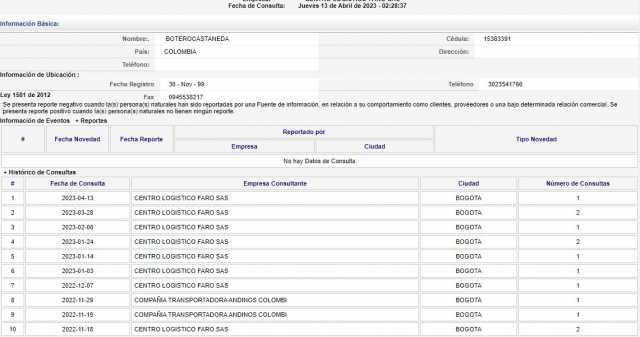 Fecha de Consulta: Jueves 13 de Abril de 2023 - 02:28:37
Información Básica:
Nombre:. BOTEROCASTANEDA Cédula: 15383391
País: COLOMBIA Dirección:
Teléfono:
Información de Ubicación :
Fecha Registro 30 - Nov - 99 Teléfono 3023541766
Ley 1581 de 2012 Fax 0945538217
Se presenta reporte negativo cuando la(s) persona(s) naturales han sido reportadas por una Fuente de información, en relación a su comportamiento como clientes, proveedores o una bajo determinada relación comercial. Se
presenta reporte positivo cuando la(s) persona(s) naturales no tienen ningún reporte.
Información de Eventos • Reportes
# Fecha Novedad Fecha Reporte Reportado por Tipo Novedad
Empresa Ciudad
No hay Datos de Consulta
• Histórico de Consultas
# Fecha de Consulta Empresa Consultante Ciudad Número de Consultas
1 2023-04-13 CENTRO LOGISTICO FARO SAS BOGOTA 1
2 2023-03-28 CENTRO LOGISTICO FARO SAS BOGOTA 2
3 2023-02-08 CENTRO LOGISTICO FARO SAS BOGOTA 1
4 2023-01-24 CENTRO LOGISTICO FARO SAS BOGOTA 2
5 2023-01-14 CENTRO LOGISTICO FARO SAS BOGOTA 1
6 2023-01-03 CENTRO LOGISTICO FARO SAS BOGOTA 1
7 2022-12-07 CENTRO LOGISTICO FARO SAS BOGOTA 1
8 2022-11-29 COMPAÑIA TRANSPORTADORA ANDINOS COLOMBI BOGOTA 1
9 2022-11-19 COMPAÑIA TRANSPORTADORA ANDINOS COLOMBI BOGOTA 1
10 2022-11-18 CENTRO LOGISTICO FARO SAS BOGOTA 2